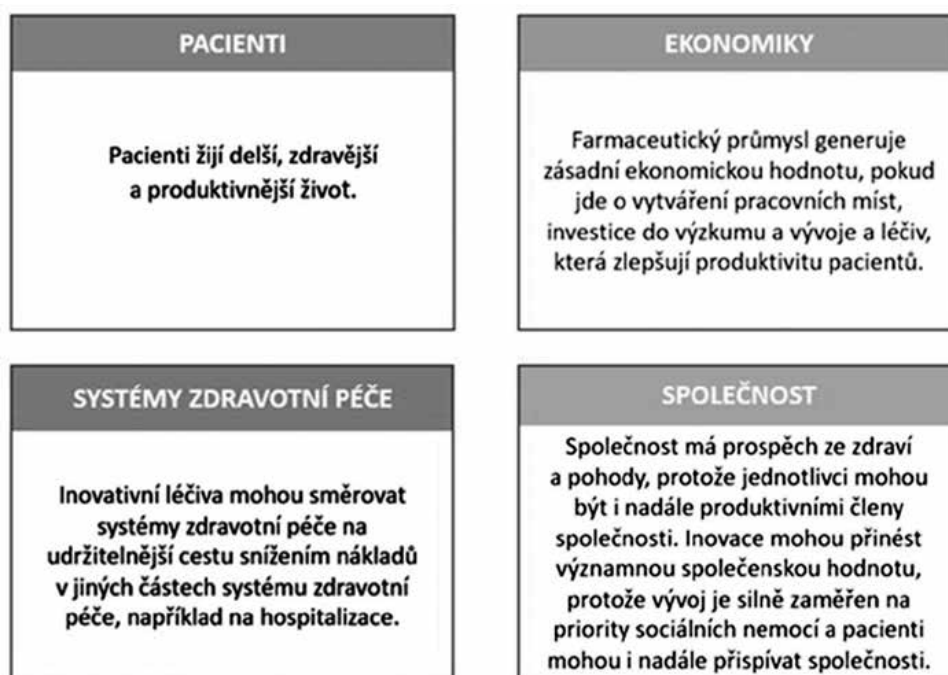 PACIENTI
Pacienti žijí delší, zdravější
a produktivnější život.
EKONOMIKY
Farmaceutický průmysl generuje
zásadní ekonomickou hodnotu, pokud
jde o vytváření pracovních míst,
investice do výzkumu a vývoje a léčiv,
která zlepšují produktivitu pacientů.
SYSTÉMY ZDRAVOTNÍ PÉČE
Inovativní léčiva mohou směrovat
systémy zdravotní péče na
udržitelnější cestu snížením nákladů
v jiných částech systému zdravotní
péče, například na hospitalizace.
SPOLEČNOST
Společnost má prospěch ze zdraví
a pohody, protože jednotlivci mohou
být i nadále produktivními členy
společnosti. Inovace mohou přinést
významnou společenskou hodnotu,
protože vývoj je silně zaměřen na
priority sociálních nemocí a pacienti
mohou i nadále přispívat společnosti.